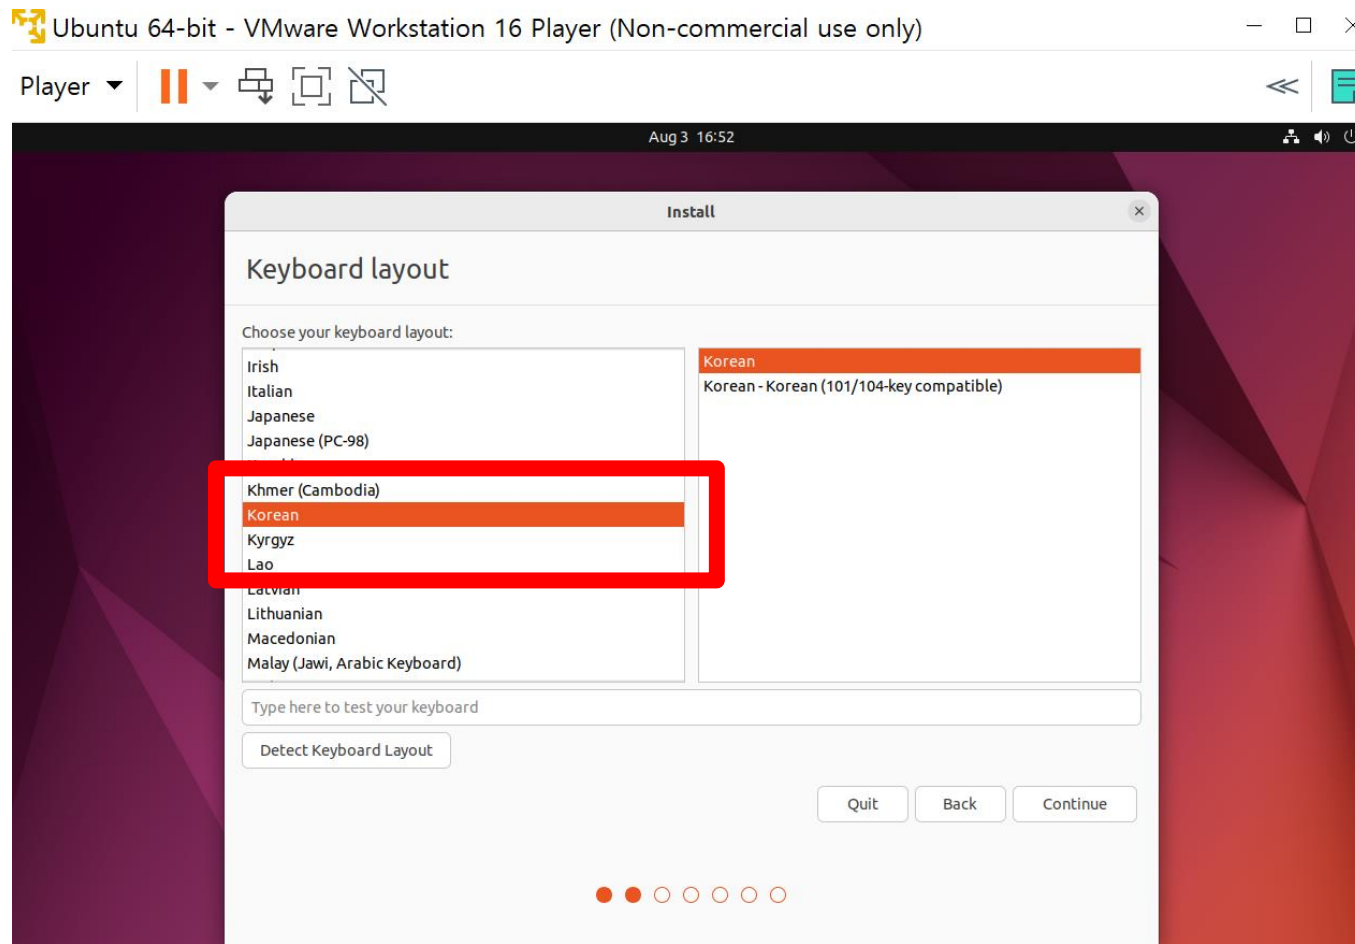 Ubuntu 64-bit - VMware Workstation 16 Player (Non-commercial use only)
Player
Aug 3 16:52
Install
Keyboard layout
Choose your keyboard layout:
Irish
Italian
Japanese
Japanese (PC-98)
Khmer (Cambodia)
Korean
Kyrgyz
Lao
Latvian
Lithuanian
Macedonian
Malay (Jawi, Arabic Keyboard)
Korean
Korean - Korean (101/104-key compatible)
Type here to test your keyboard
Detect Keyboard Layout
Quit
Back
Continue